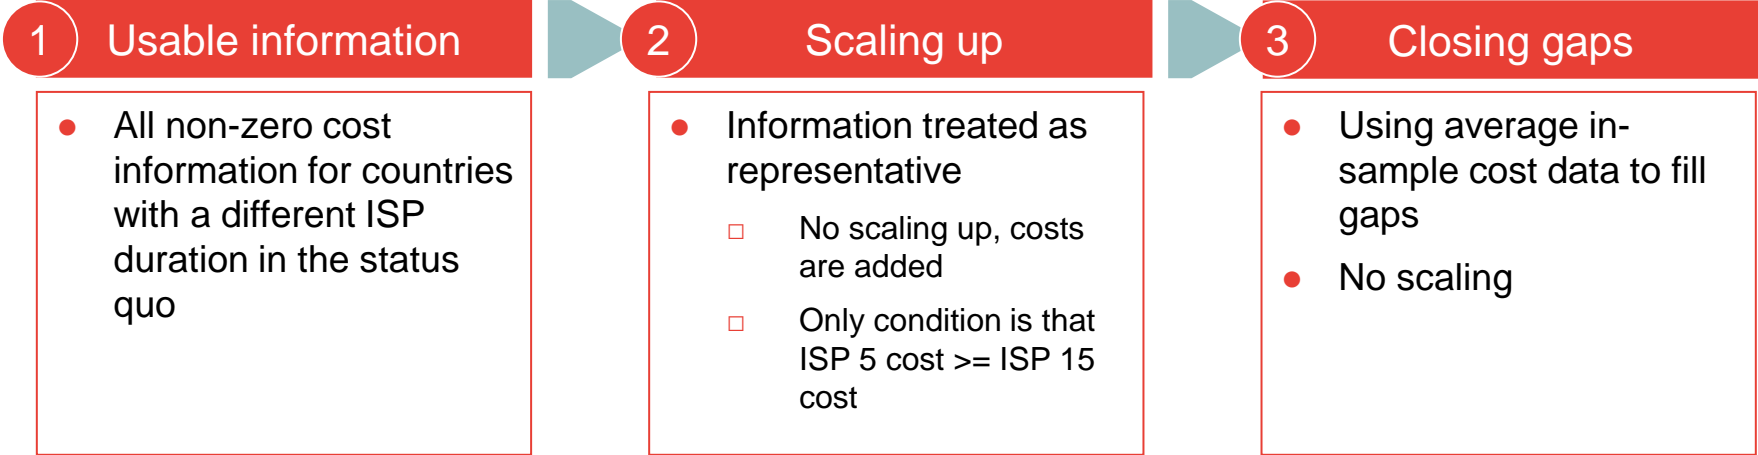 1 Usable information
● All non-zero cost
information for countries
with a different ISP
duration in the status
quo
2 Scaling up
● Information treated as
representative
□ No scaling up, costs
are added
□ Only condition is that
ISP 5 cost >= ISP 15
cost
3 Closing gaps
● Using average in-
sample cost data to fill
gaps
● No scaling